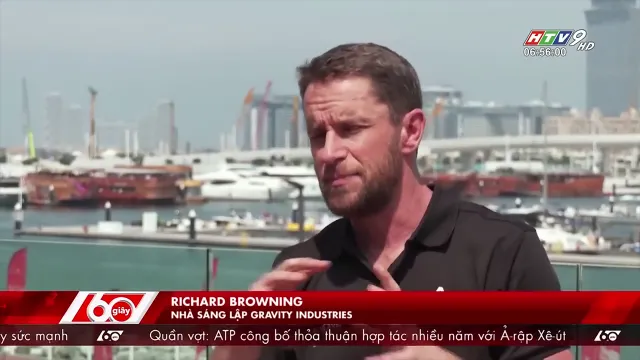 HTV9 HD
06:56:00
60 giây
RICHARD BROWNING
NHÀ SÁNG LẬP GRAVITY INDUSTRIES
y sức mạnh 60 Quần vợt: ATP công bố thỏa thuận hợp tác nhiều năm với Ả-rập Xê-út 60